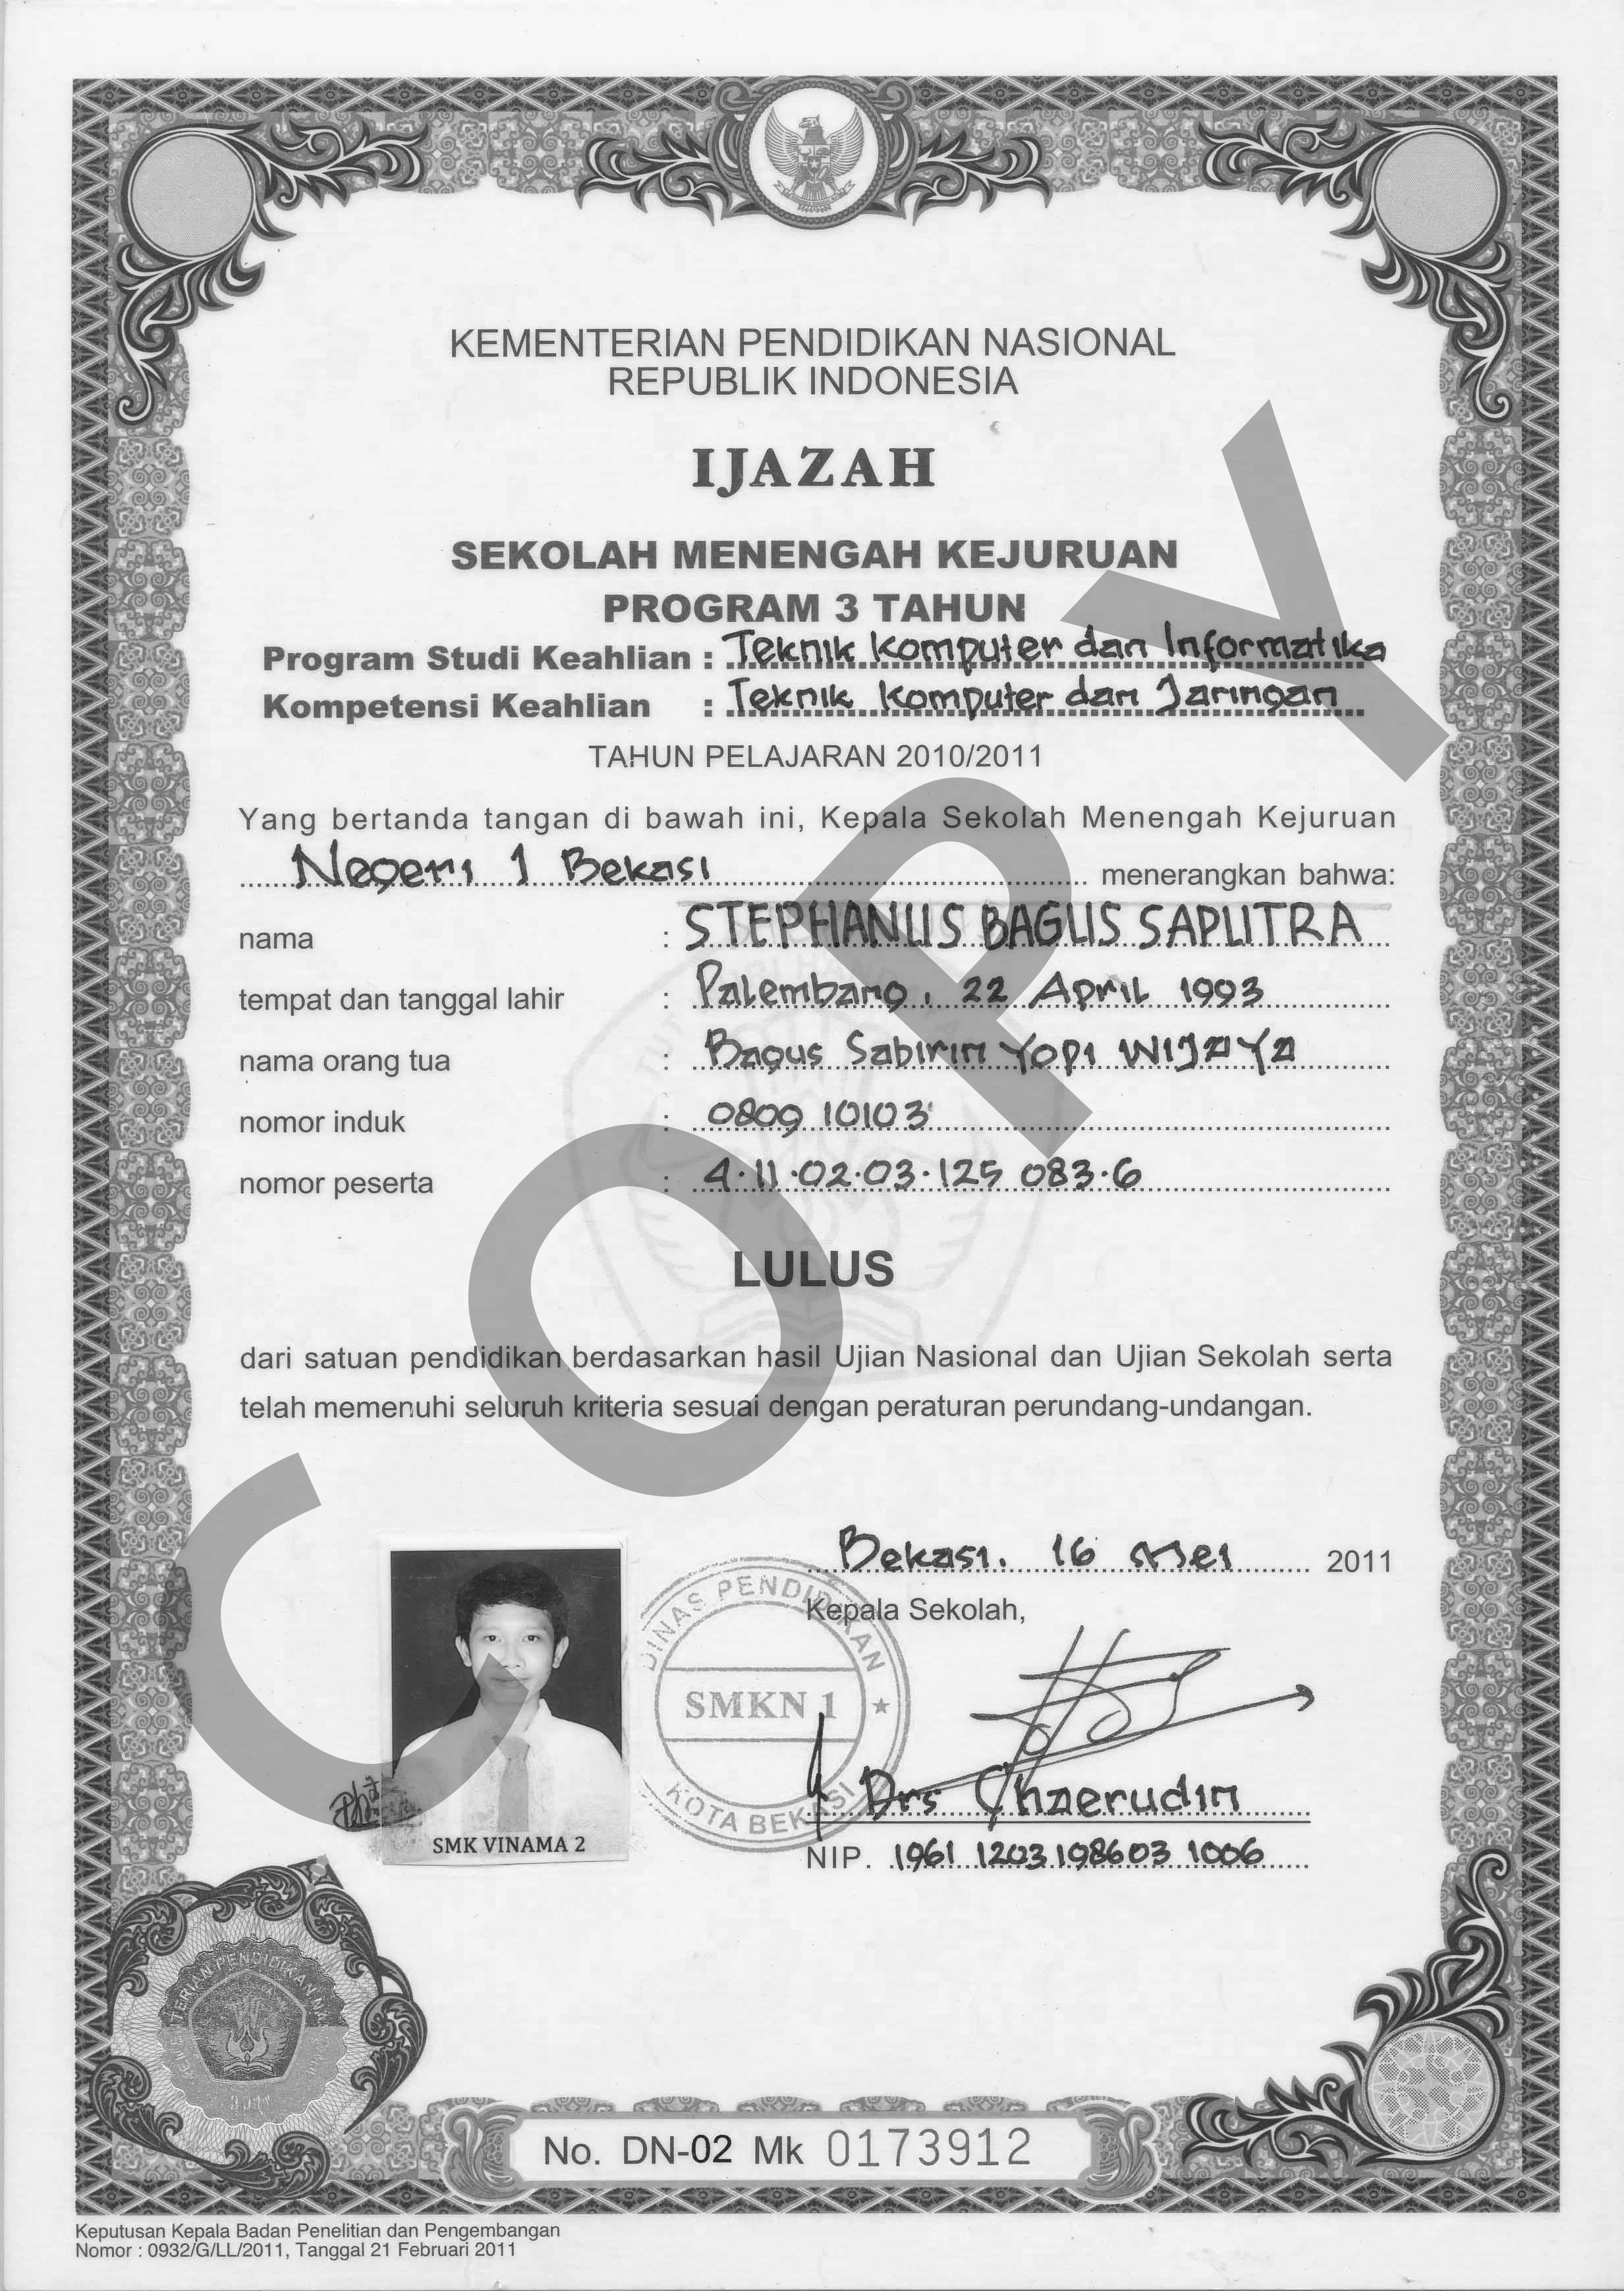 KEMENTERIAN PENDIDIKAN NASIONAL
REPUBLIK INDONESIA
IJAZAH
SEKOLAH MENENGAH KEJURUAN
PROGRAM 3 TAHUN
Program Studi Keahlian : Teknik Komputer dan Informatika
Kompetensi Keahlian : Teknik Komputer dan Jaringan
TAHUN PELAJARAN 2010/2011
Yang bertanda tangan di bawah ini, Kepala Sekolah Menengah Kejuruan
Negeri 1 Bekasi menerangkan bahwa:
nama : STEPHANUS BAGUS SAPUTRA
tempat dan tanggal lahir : Palembang, 22 April 1993
nama orang tua : Bagus Sabirin Yopi WIJAYA
nomor induk : 0809 10103
nomor peserta : 4.11.02.03.125 083.6
LULUS
dari satuan pendidikan berdasarkan hasil Ujian Nasional dan Ujian Sekolah serta
telah memenuhi seluruh kriteria sesuai dengan peraturan perundang-undangan.
Bekasi, 16 Mei 2011
Kepala Sekolah,
DINAS PENDIDIKAN
SMKN 1
KOTA BEKASI
Drs Chaerudin
NIP. 1961 1203 198603 1006
SMK VINAMA 2
No. DN-02 Mk 0173912
Keputusan Kepala Badan Penelitian dan Pengembangan
Nomor : 0932/G/LL/2011, Tanggal 21 Februari 2011
COPY